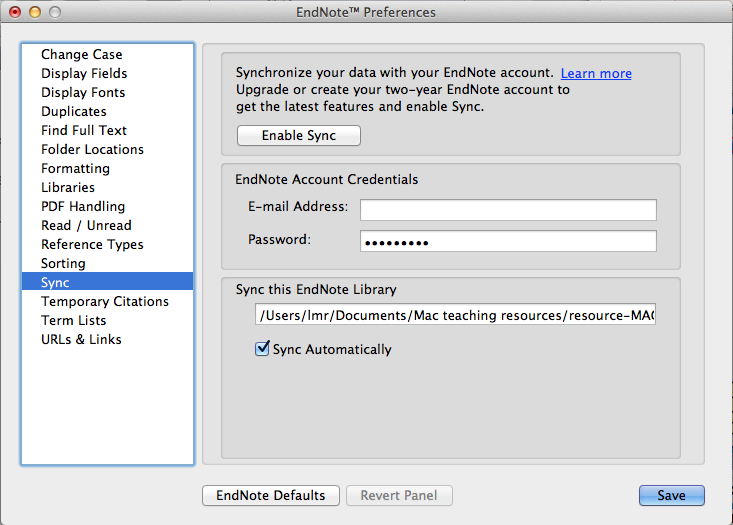 EndNote™ Preferences
Change Case
Display Fields
Display Fonts
Duplicates
Find Full Text
Folder Locations
Formatting
Libraries
PDF Handling
Read / Unread
Reference Types
Sorting
Sync
Temporary Citations
Term Lists
URLs & Links
Synchronize your data with your EndNote account. Learn more
Upgrade or create your two-year EndNote account to
get the latest features and enable Sync.
Enable Sync
EndNote Account Credentials
E-mail Address:
Password: •••••••••
Sync this EndNote Library
/Users/lmr/Documents/Mac teaching resources/resource-MAC
Sync Automatically
EndNote Defaults
Revert Panel
Save